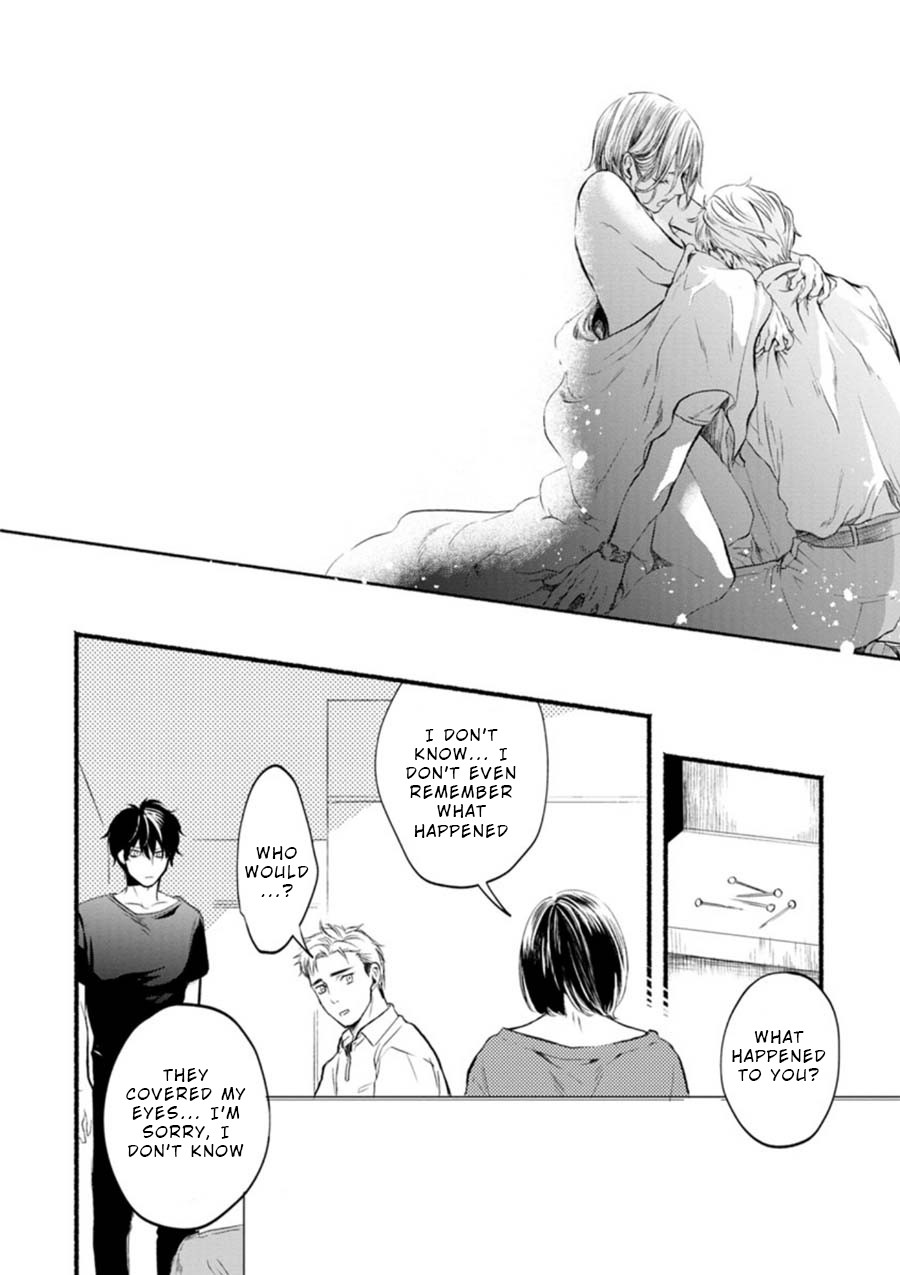 WHAT
HAPPENED
TO YOU?
I DON'T
KNOW... I
DON'T EVEN
REMEMBER
WHAT
HAPPENED
WHO
WOULD
...?
THEY
COVERED MY
EYES... I'M
SORRY, I
DON'T KNOW